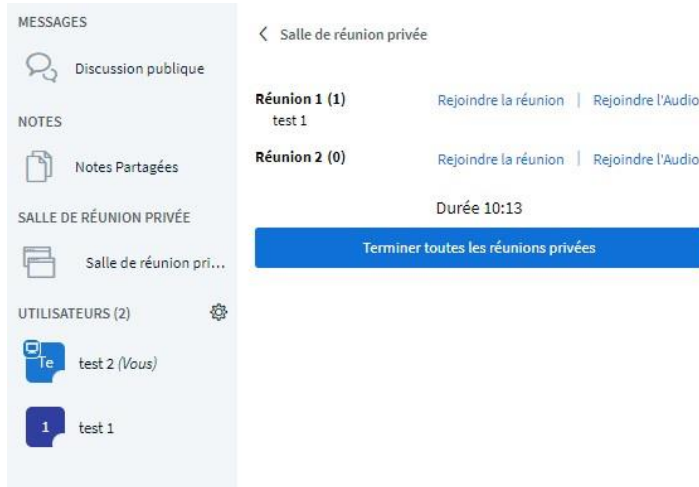 MESSAGES
Discussion publique
NOTES
Notes Partagées
SALLE DE RÉUNION PRIVÉE
Salle de réunion pri...
UTILISATEURS (2)
Te
test 2 (Vous)
1
test 1
Salle de réunion privée
Réunion 1 (1) Rejoindre la réunion | Rejoindre l'Audio
test 1
Réunion 2 (0) Rejoindre la réunion | Rejoindre l'Audio
Durée 10:13
Terminer toutes les réunions privées